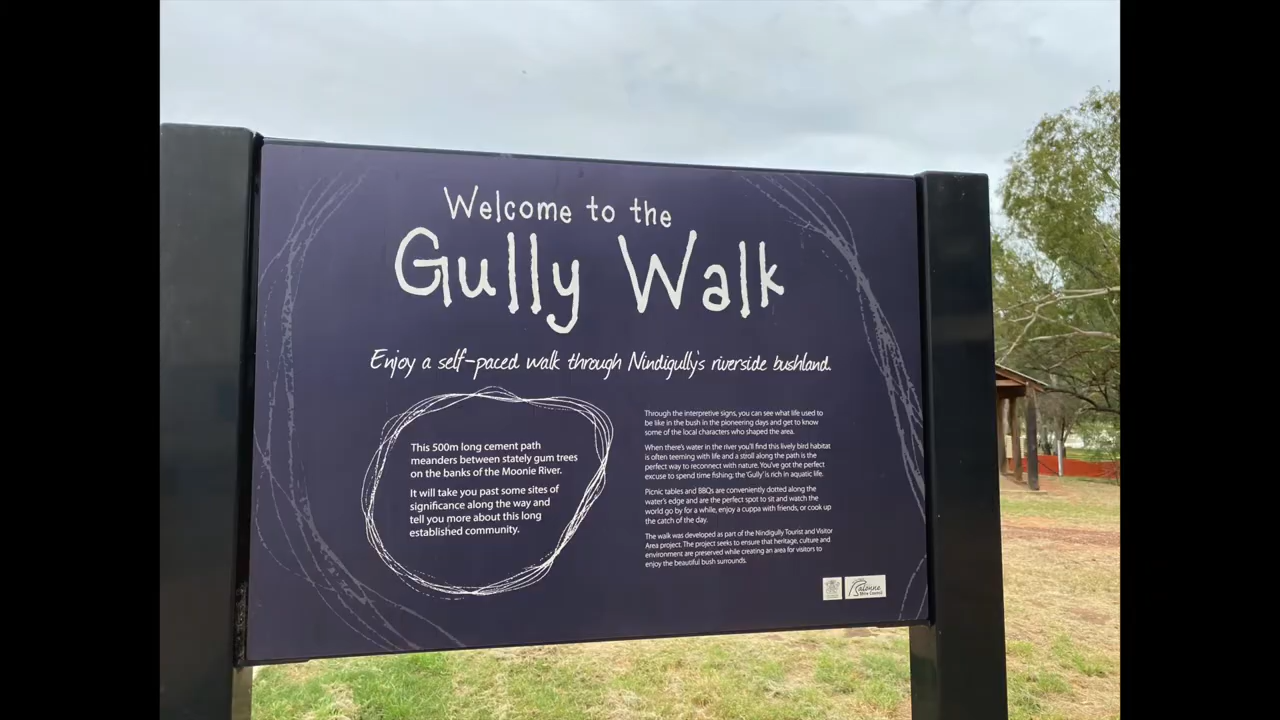 Welcome to the
Gully Walk
Enjoy a self-paced walk through Nindigully's riverside bushland.
This 500m long cement path
meanders between stately gum trees
on the banks of the Moonie River.
It will take you past some sites of
significance along the way and
tell you more about this long
established community.
Through the interpretive signs, you can see what life used to
be like in the bush in the pioneering days and get to know
some of the local characters who shaped the area.
When there's water in the river you'll find this lively bird habitat
is often teeming with life and a stroll along the path is the
perfect way to reconnect with nature. You've got the perfect
excuse to spend time fishing; the 'Gully' is rich in aquatic life.
Picnic tables and BBQs are conveniently dotted along the
water's edge and are the perfect spot to sit and watch the
world go by for a while, enjoy a cuppa with friends, or cook up
the catch of the day.
The walk was developed as part of the Nindigully Tourist and Visitor
Area project. The project seeks to ensure that heritage, culture and
environment are preserved while creating an area for visitors to
enjoy the beautiful bush surrounds.
Balonne
Shire Council